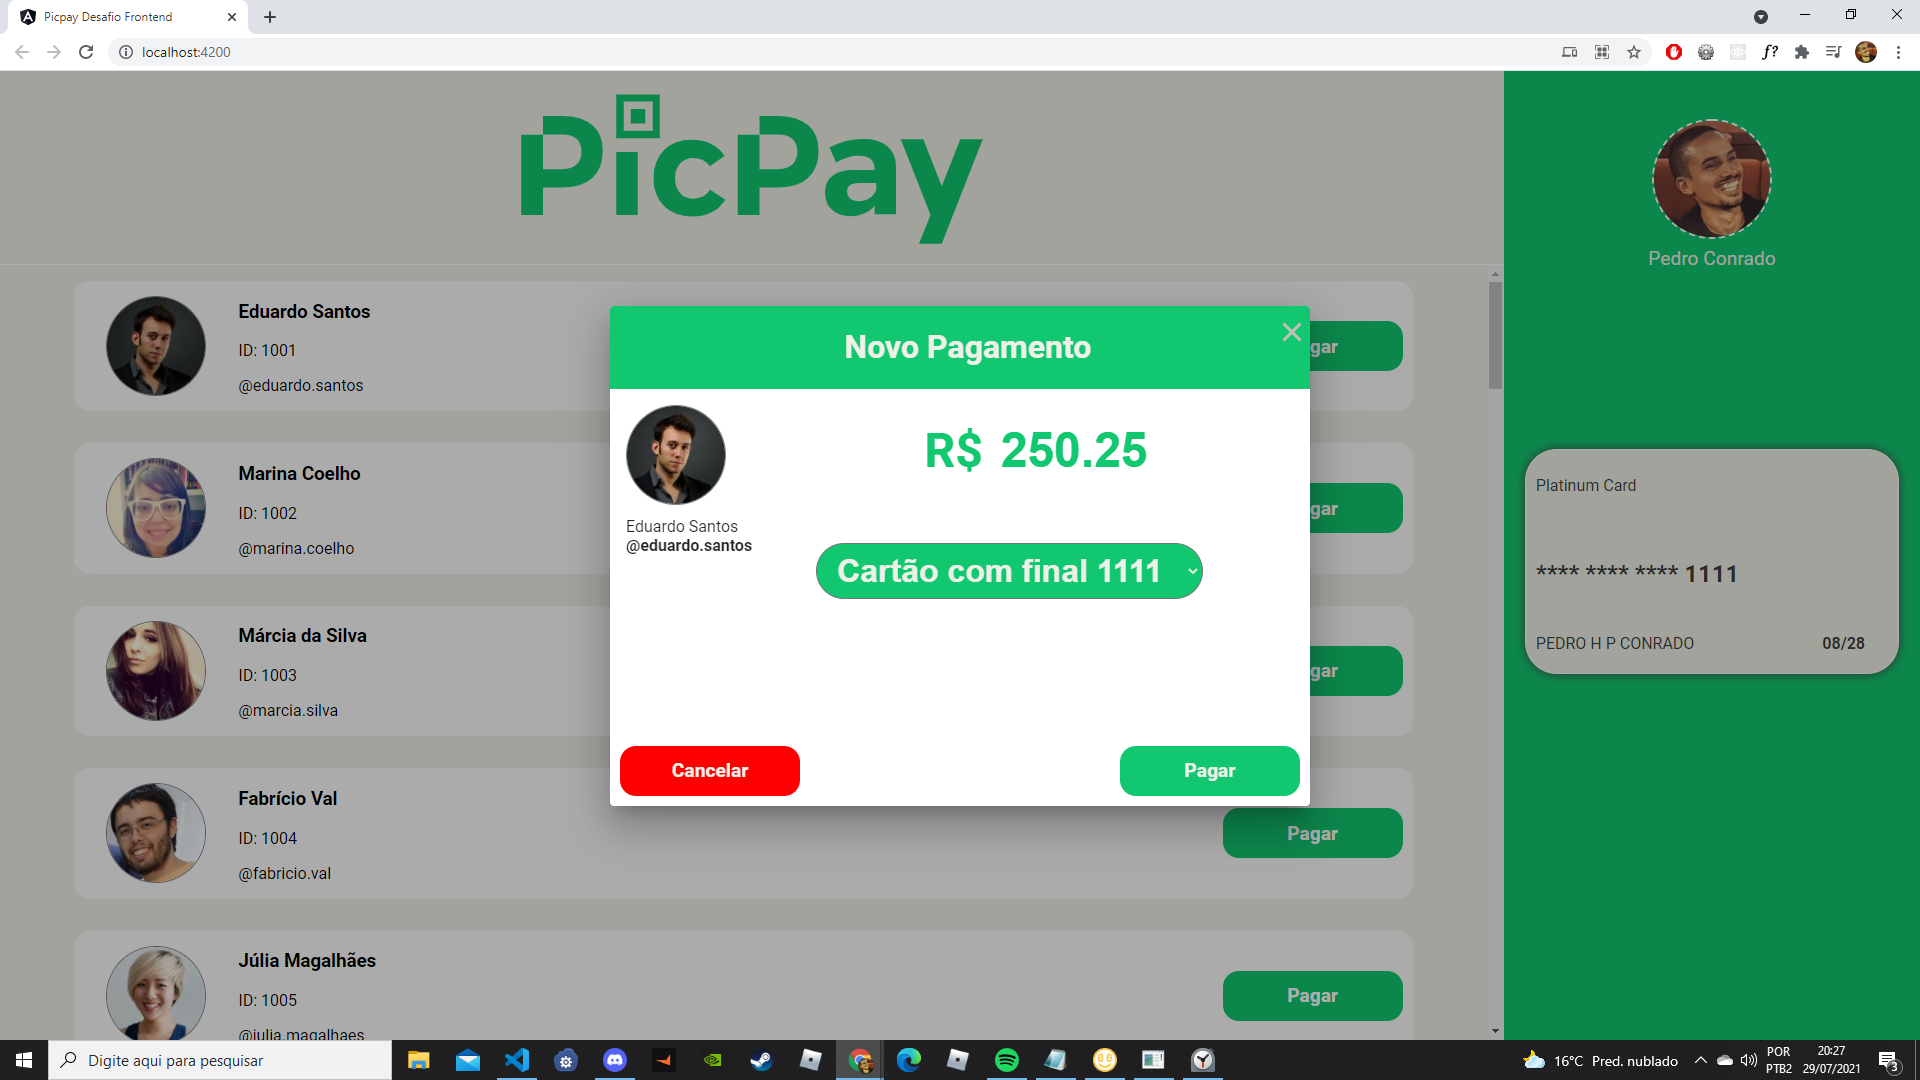 Picpay Desafio Frontend
localhost:4200
PicPay
Pedro Conrado
Eduardo Santos
ID: 1001
@eduardo.santos
gar
Marina Coelho
ID: 1002
@marina.coelho
gar
Márcia da Silva
ID: 1003
@marcia.silva
gar
Fabrício Val
ID: 1004
@fabricio.val
Pagar
Júlia Magalhães
ID: 1005
@julia.magalhaes
Pagar
Novo Pagamento
R$ 250.25
Eduardo Santos
@eduardo.santos
Cartão com final 1111
Cancelar
Pagar
Platinum Card
**** **** **** 1111
PEDRO H P CONRADO 08/28
Digite aqui para pesquisar
16°C Pred. nublado
POR
PTB2
20:27
29/07/2021
3